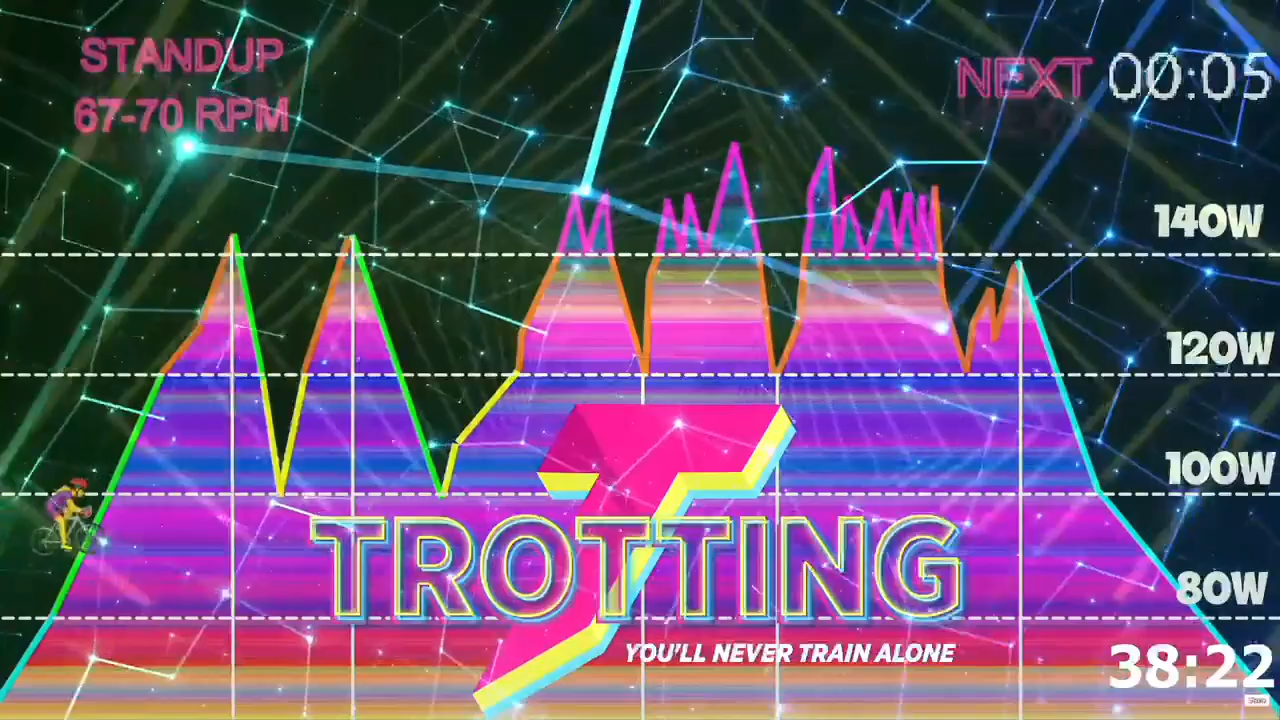 STANDUP
67-70 RPM
NEXT 00:05
140W
120W
100W
80W
TROTTING
YOU'LL NEVER TRAIN ALONE
38:22